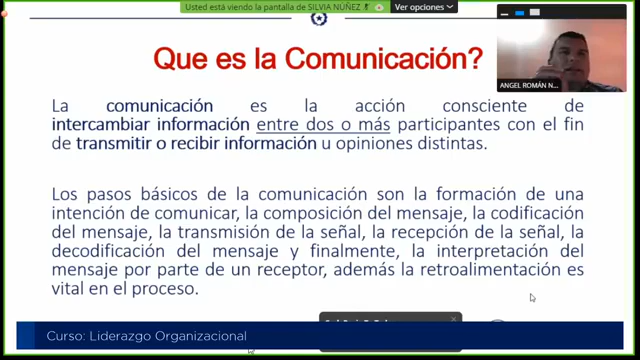 Usted está viendo la pantalla de SILVIA NÚÑEZ
Ver opciones
Que es la Comunicación?
ANGEL ROMÁN N...
La comunicación es la acción consciente de
intercambiar información entre dos o más participantes con el fin
de transmitir o recibir información u opiniones distintas.
Los pasos básicos de la comunicación son la formación de una
intención de comunicar, la composición del mensaje, la codificación
del mensaje, la transmisión de la señal, la recepción de la señal, la
decodificación del mensaje y finalmente, la interpretación del
mensaje por parte de un receptor, además la retroalimentación es
vital en el proceso.
Curso: Liderazgo Organizacional